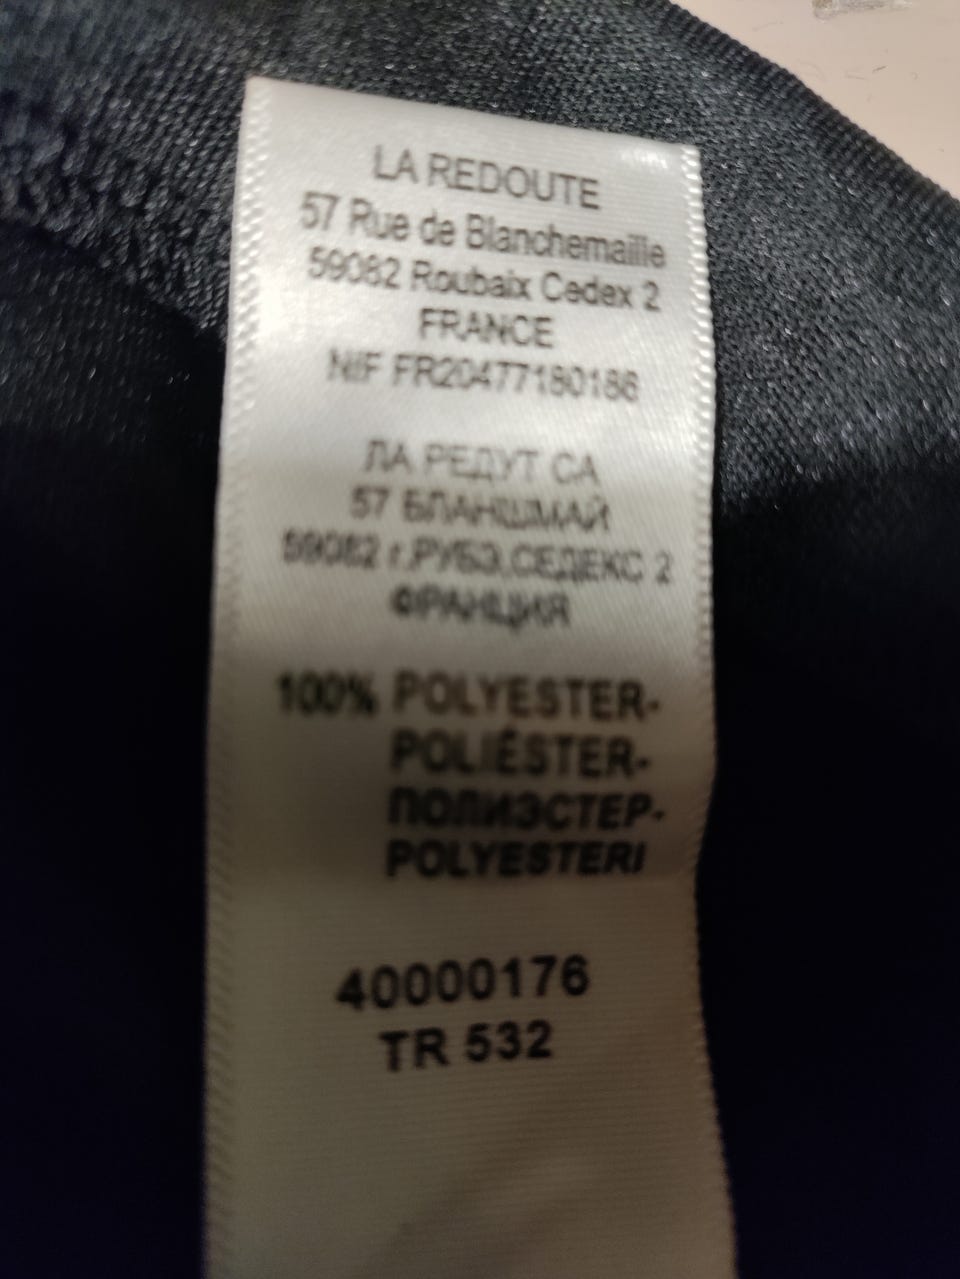 LA REDOUTE
57 Rue de Blanchemaille
59082 Roubaix Cedex 2
FRANCE
NIF FR20477180186
ЛА РЕДУТ СА
57 БЛАНШМАЙ
59082 г.РУБЭ,СЕДЕКС 2
ФРАНЦИЯ
100% POLYESTER-
POLIÉSTER-
ПОЛИЭСТЕР-
POLYESTERI
40000176
TR 532